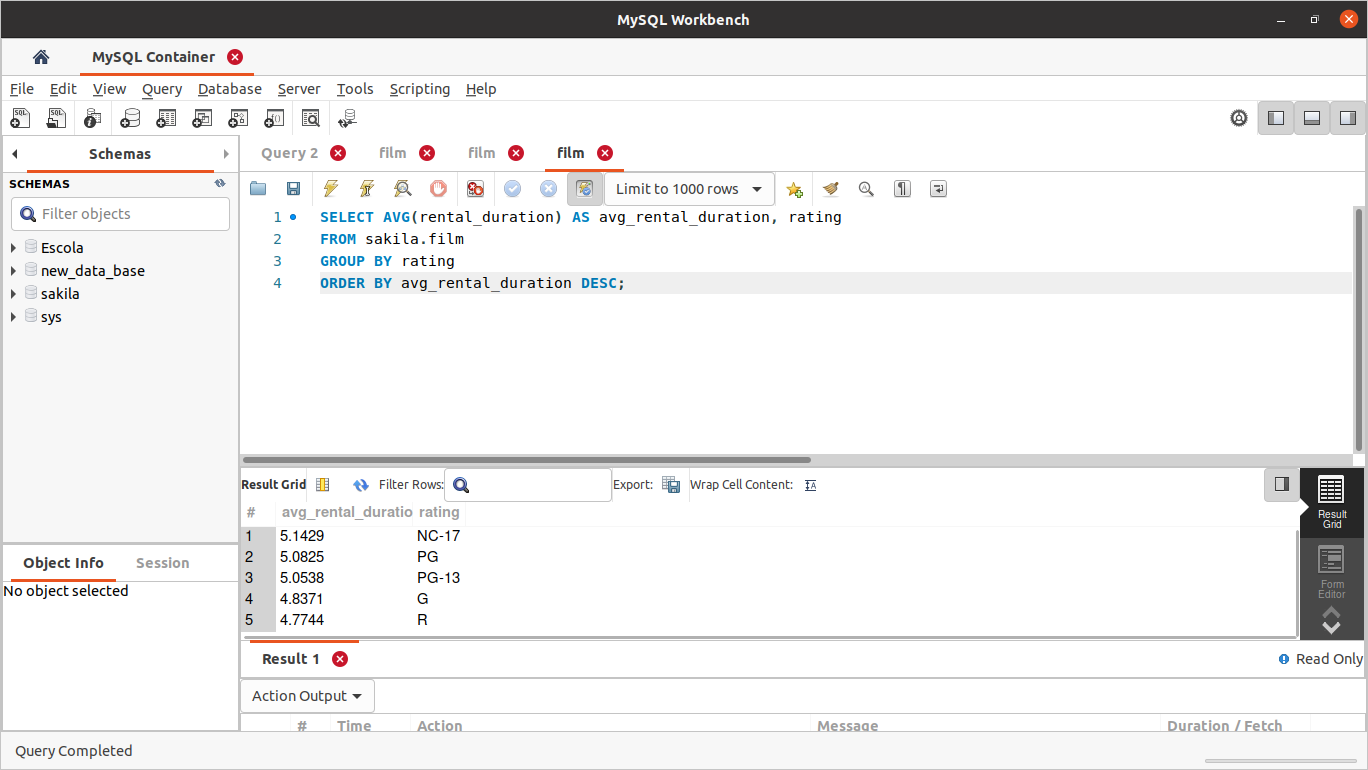 MySQL Workbench
MySQL Container
File Edit View Query Database Server Tools Scripting Help
Schemas
Query 2 film film film
SCHEMAS
Filter objects
Escola
new_data_base
sakila
sys
Limit to 1000 rows
1 SELECT AVG(rental_duration) AS avg_rental_duration, rating
2 FROM sakila.film
3 GROUP BY rating
4 ORDER BY avg_rental_duration DESC;
Result Grid Filter Rows: Export: Wrap Cell Content:
# avg_rental_duratio rating
1 5.1429 NC-17
2 5.0825 PG
3 5.0538 PG-13
4 4.8371 G
5 4.7744 R
Result
Grid
Form
Editor
Object Info Session
No object selected
Result 1
Read Only
Action Output
# Time Action Message Duration / Fetch
Query Completed